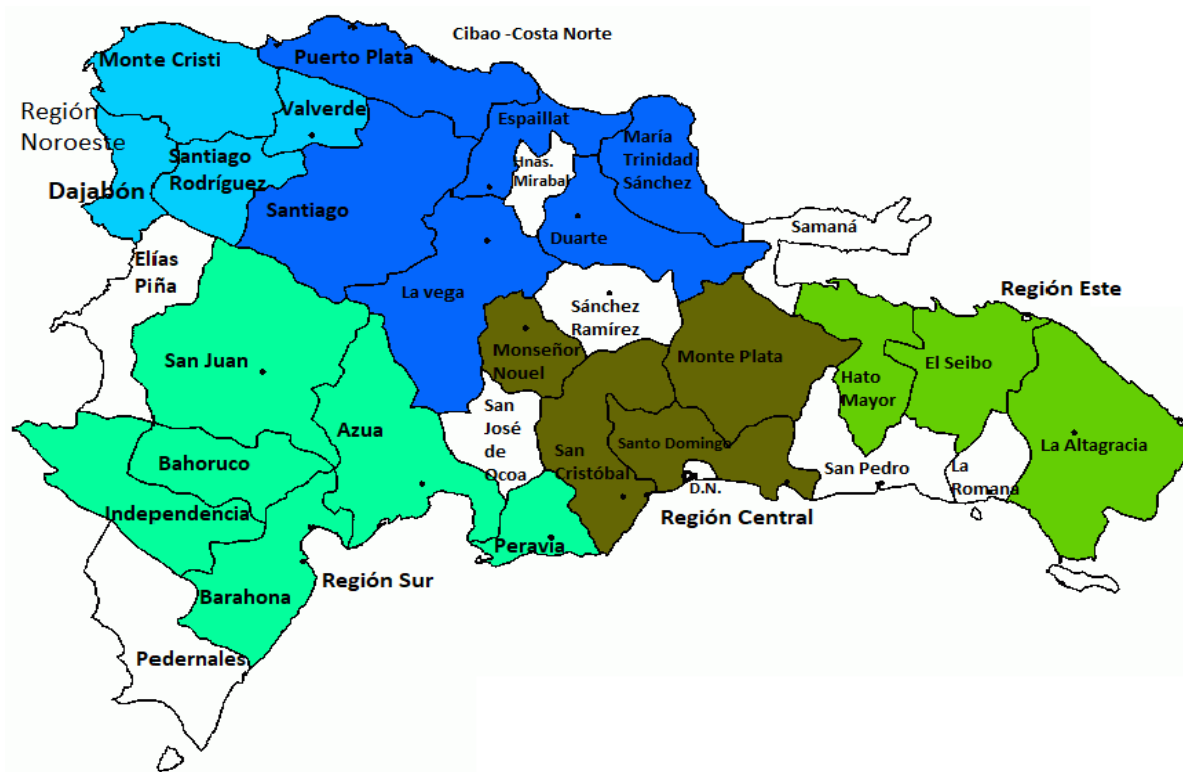 Cibao -Costa Norte
Monte Cristi
Puerto Plata
Región
Noroeste
Valverde
Espaillat
María
Trinidad
Sánchez
Santiago
Rodríguez
Hnas.
Mirabal
Dajabón
Santiago
Duarte
Samaná
Elías
Piña
La vega
Sánchez
Ramírez
Región Este
San Juan
Monseñor
Nouel
Monte Plata
El Seibo
Hato
Mayor
San
José
de
Ocoa
Azua
Santo Domingo
La Altagracia
San
Cristóbal
Bahoruco
San Pedro
La
Romana
D.N.
Independencia
Región Central
Peravia
Región Sur
Barahona
Pedernales